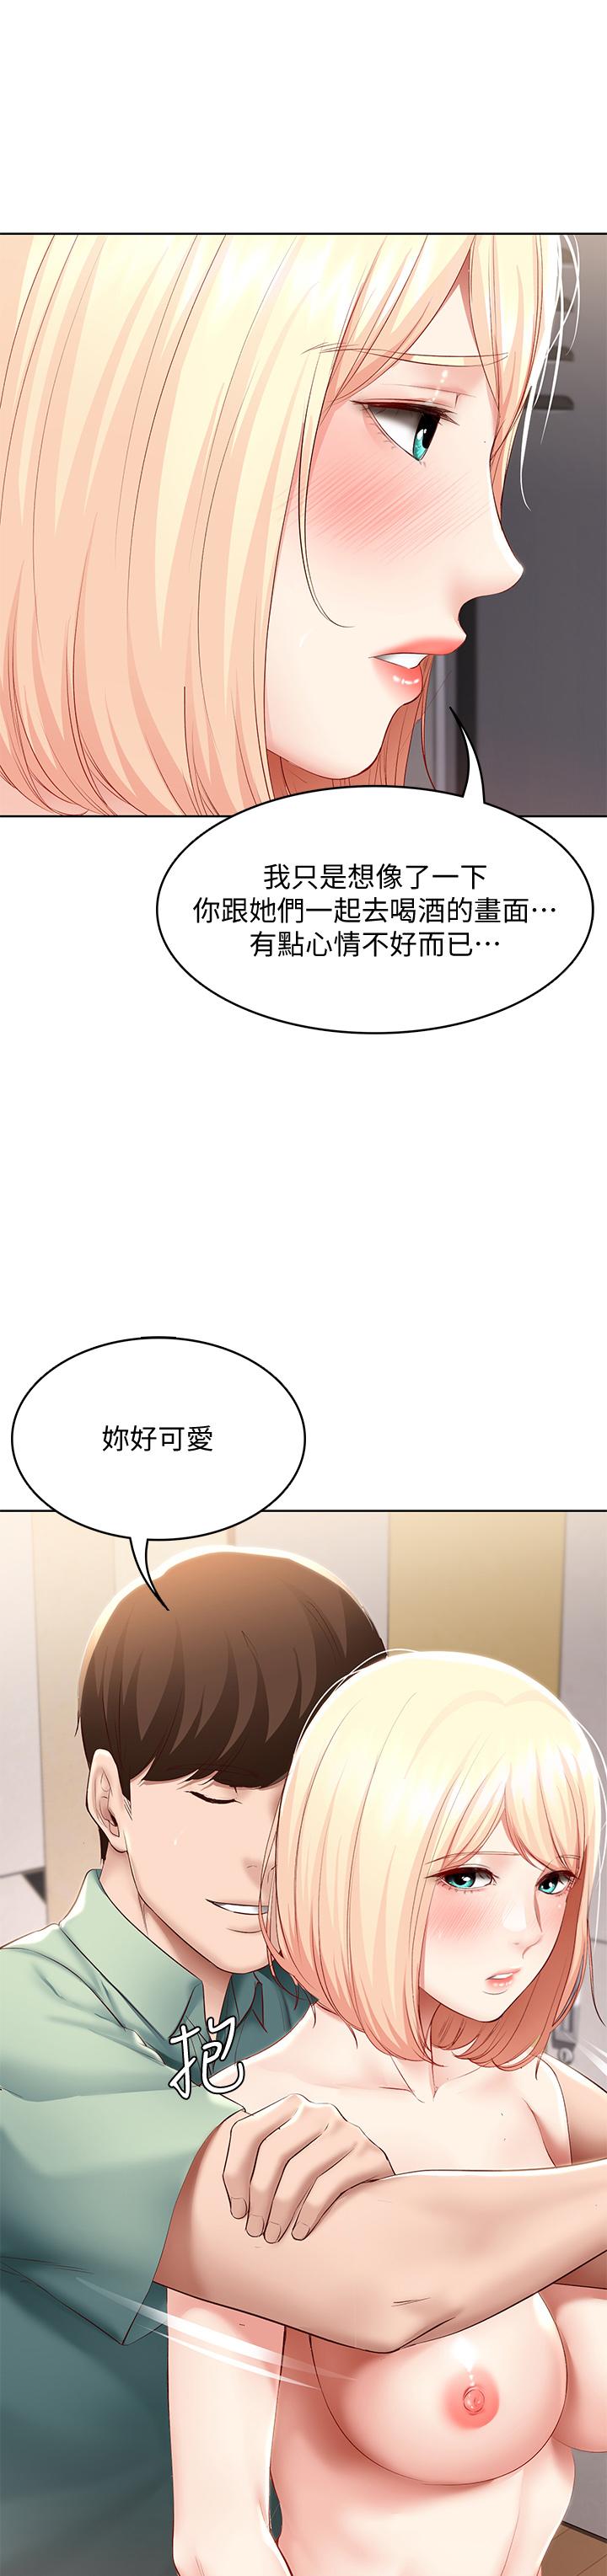 我只是想像了一下
你跟她們一起去喝酒的畫面…
有點心情不好而已…
妳好可愛
抱